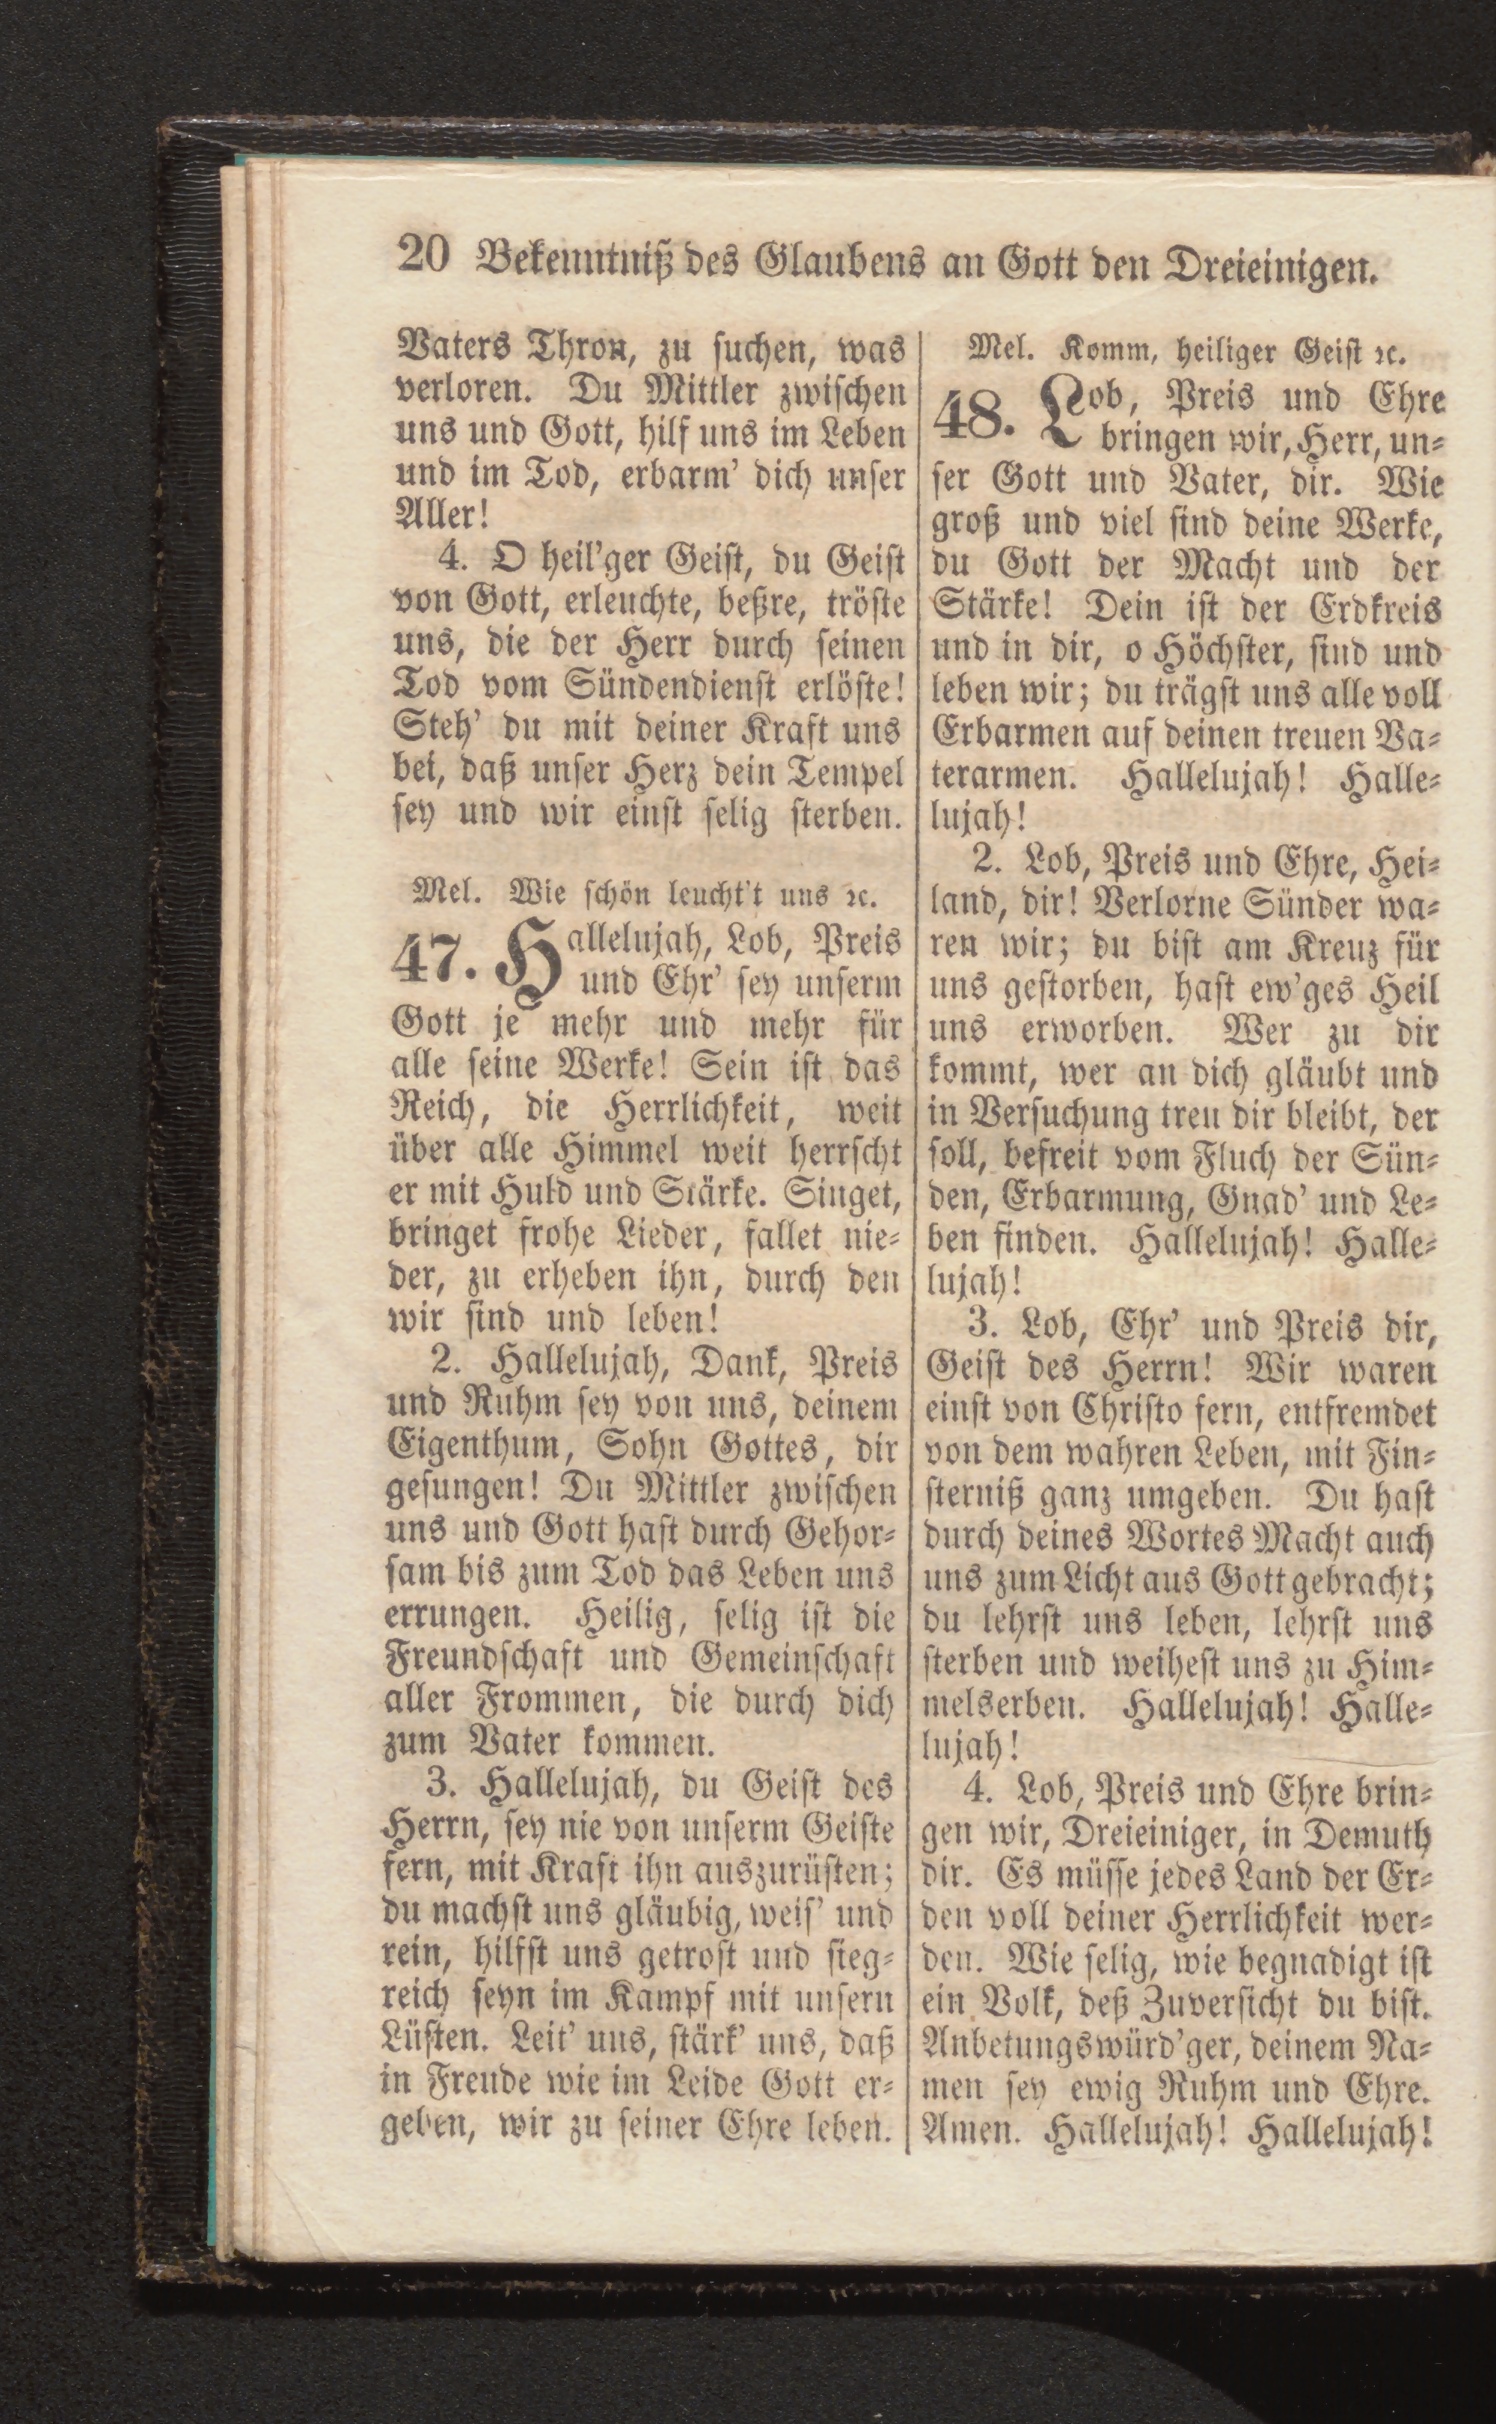 20 Bekenntniß des Glaubens an Gott den Dreieinigen.
Vaters Thron, zu suchen, was
verloren. Du Mittler zwischen
uns und Gott, hilf uns im Leben
und im Tod, erbarm' dich unser
Aller!
4. O heil'ger Geist, du Geist
von Gott, erleuchte, beßre, tröste
uns, die der Herr durch seinen
Tod vom Sündendienst erlöste!
Steh' du mit deiner Kraft uns
bei, daß unser Herz dein Tempel
sey und wir einst selig sterben.
Mel. Wie schön leucht't uns ꝛc.
47. Hallelujah, Lob, Preis
und Ehr' sey unserm
Gott je mehr und mehr für
alle seine Werke! Sein ist das
Reich, die Herrlichkeit, weit
über alle Himmel weit herrscht
er mit Huld und Stärke. Singet,
bringet frohe Lieder, fallet nie-
der, zu erheben ihn, durch den
wir sind und leben!
2. Hallelujah, Dank, Preis
und Ruhm sey von uns, deinem
Eigenthum, Sohn Gottes, dir
gesungen! Du Mittler zwischen
uns und Gott hast durch Gehor-
sam bis zum Tod das Leben uns
errungen. Heilig, selig ist die
Freundschaft und Gemeinschaft
aller Frommen, die durch dich
zum Vater kommen.
3. Hallelujah, du Geist des
Herrn, sey nie von unserm Geiste
fern, mit Kraft ihn auszurüsten;
du machst uns gläubig, weis' und
rein, hilfst uns getrost und sieg-
reich seyn im Kampf mit unsern
Lüsten. Leit' uns, stärk' uns, daß
in Freude wie im Leide Gott er-
geben, wir zu seiner Ehre leben.
Mel. Komm, heiliger Geist ꝛc.
48. Lob, Preis und Ehre
bringen wir, Herr, un-
ser Gott und Vater, dir. Wie
groß und viel sind deine Werke,
du Gott der Macht und der
Stärke! Dein ist der Erdkreis
und in dir, o Höchster, sind und
leben wir; du trägst uns alle voll
Erbarmen auf deinen treuen Va-
terarmen. Hallelujah! Halle-
lujah!
2. Lob, Preis und Ehre, Hei-
land, dir! Verlorne Sünder wa-
ren wir; du bist am Kreuz für
uns gestorben, hast ew'ges Heil
uns erworben. Wer zu dir
kommt, wer an dich gläubt und
in Versuchung treu dir bleibt, der
soll, befreit vom Fluch der Sün-
den, Erbarmung, Gnad' und Le-
ben finden. Hallelujah! Halle-
lujah!
3. Lob, Ehr' und Preis dir,
Geist des Herrn! Wir waren
einst von Christo fern, entfremdet
von dem wahren Leben, mit Fin-
sterniß ganz umgeben. Du hast
durch deines Wortes Macht auch
uns zum Licht aus Gott gebracht;
du lehrst uns leben, lehrst uns
sterben und weihest uns zu Him-
melserben. Hallelujah! Halle-
lujah!
4. Lob, Preis und Ehre brin-
gen wir, Dreieiniger, in Demuth
dir. Es müsse jedes Land der Er-
den voll deiner Herrlichkeit wer-
den. Wie selig, wie begnadigt ist
ein Volk, deß Zuversicht du bist.
Anbetungswürd'ger, deinem Na-
men sey ewig Ruhm und Ehre.
Amen. Hallelujah! Hallelujah!